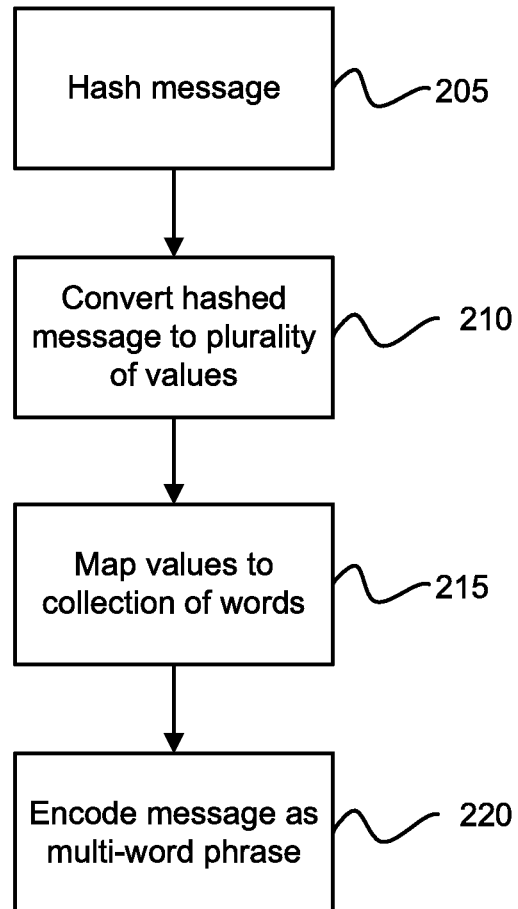 Hash message
205
Convert hashed
message to plurality
of values
210
Map values to
collection of words
215
Encode message as
multi-word phrase
220